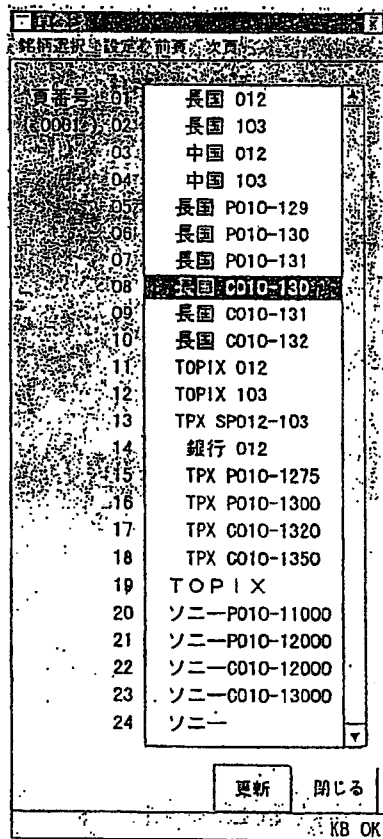 銘柄選択 設定 前頁 次頁
頁番号 01 長国 012
0001 02 長国 103
03 中国 012
04 中国 103
05 長国 P010-129
06 長国 P010-130
07 長国 P010-131
08 長国 C010-130
09 長国 C010-131
10 長国 C010-132
11 TOPIX 012
12 TOPIX 103
13 TPX SP012-103
14 銀行 012
15 TPX P010-1275
16 TPX P010-1300
17 TPX C010-1320
18 TPX C010-1350
19 TOPIX
20 ソニーP010-11000
21 ソニーP010-12000
22 ソニーC010-12000
23 ソニーC010-13000
24 ソニー
更新 閉じる
KB OK